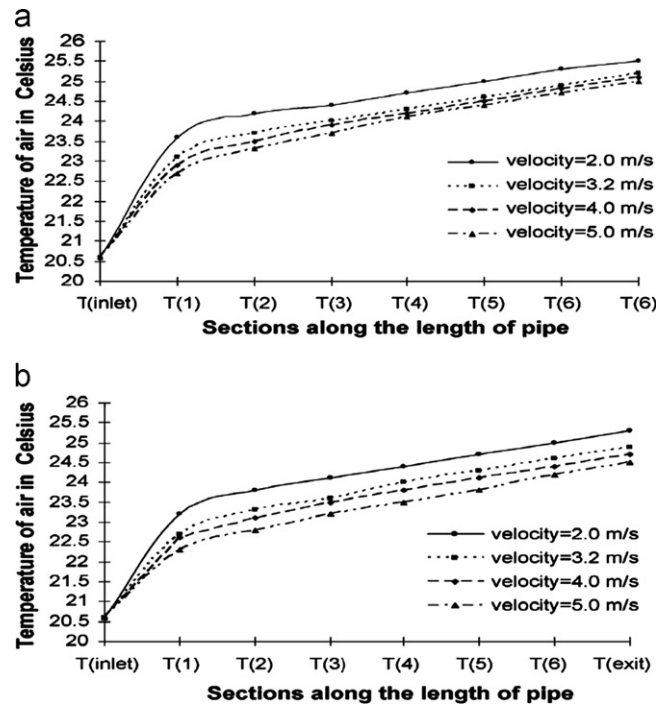 a
Temperature of air in Celsius
26
25.5
25
24.5
24
23.5
23
22.5
22
21.5
21
20.5
20
velocity=2.0 m/s
velocity=3.2 m/s
velocity=4.0 m/s
velocity=5.0 m/s
T(inlet) T(1) T(2) T(3) T(4) T(5) T(6) T(6)
Sections along the length of pipe
b
Temperature of air in Celsius
26
25.5
25
24.5
24
23.5
23
22.5
22
21.5
21
20.5
20
velocity=2.0 m/s
velocity=3.2 m/s
velocity=4.0 m/s
velocity=5.0 m/s
T(inlet) T(1) T(2) T(3) T(4) T(5) T(6) T(exit)
Sections along the length of pipe